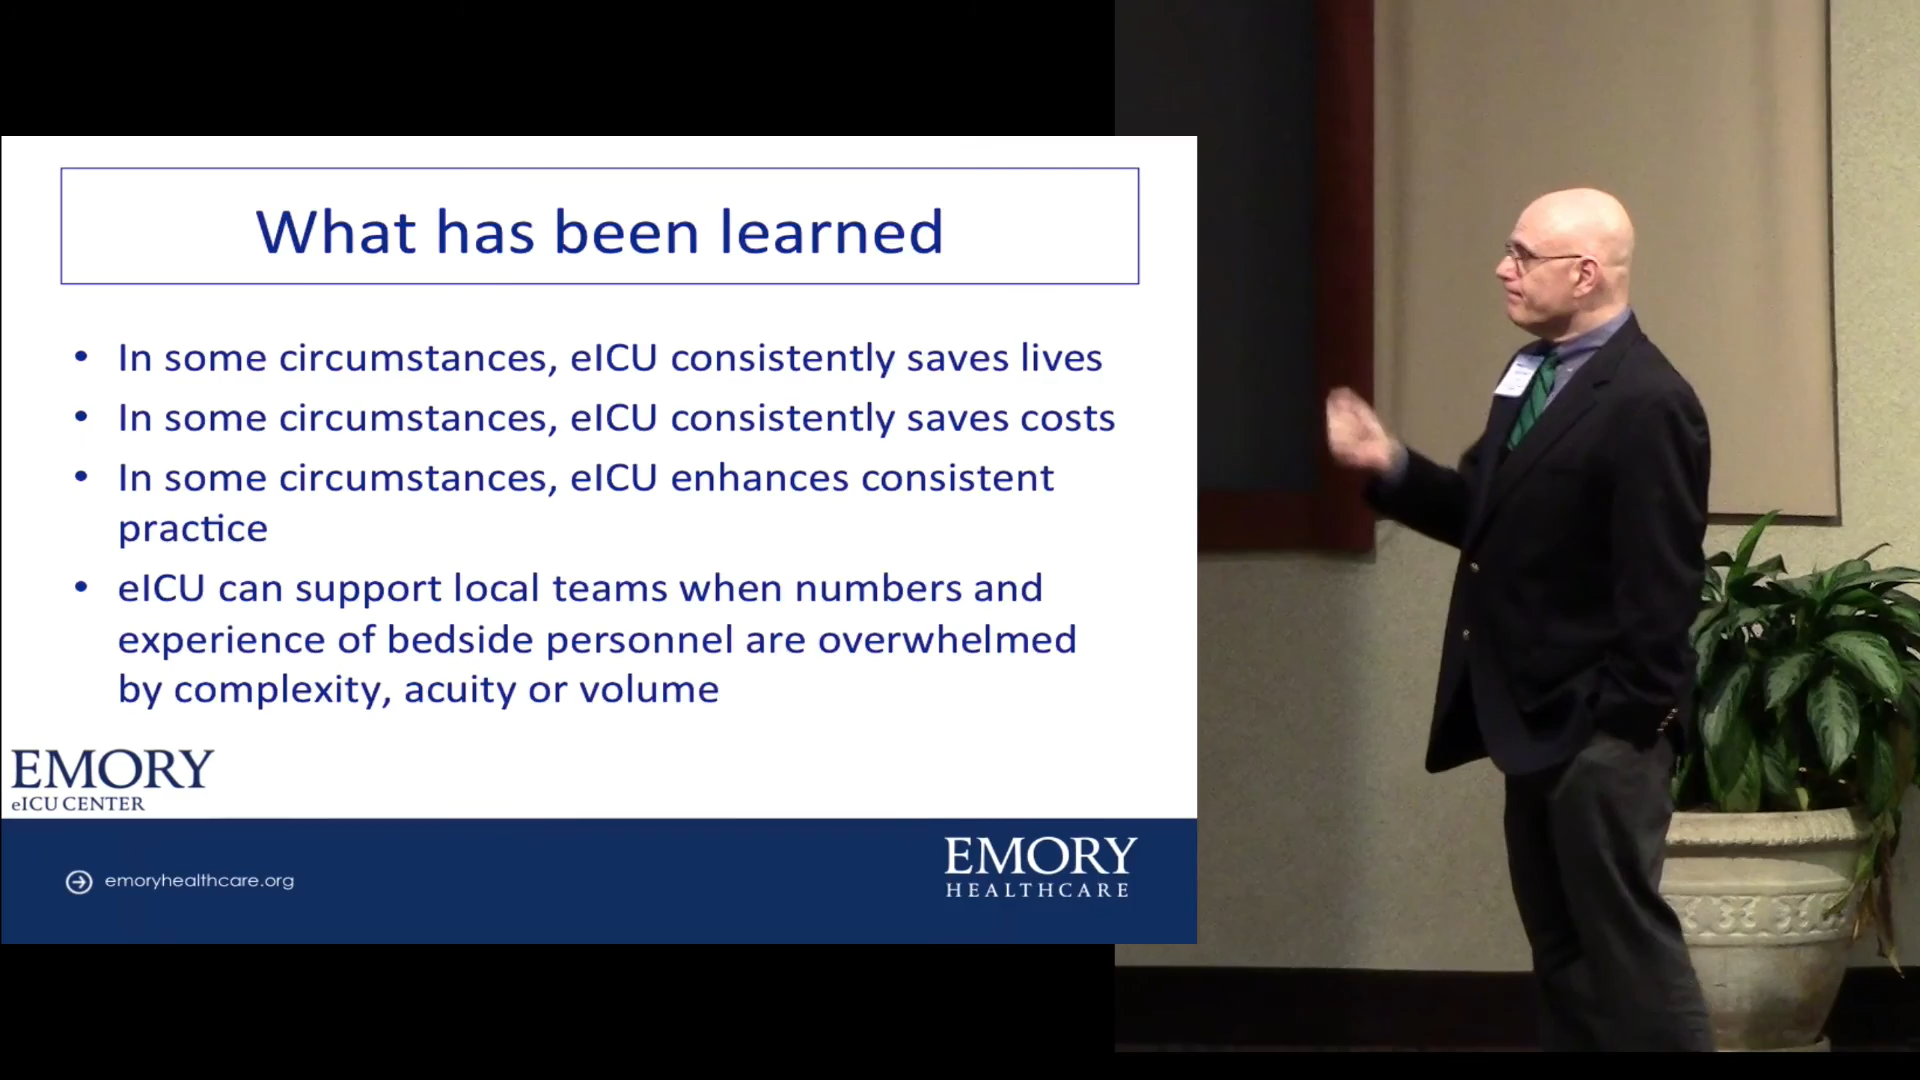 What has been learned
• In some circumstances, eICU consistently saves lives
• In some circumstances, eICU consistently saves costs
• In some circumstances, eICU enhances consistent
practice
• eICU can support local teams when numbers and
experience of bedside personnel are overwhelmed
by complexity, acuity or volume
EMORY
eICU CENTER
emoryhealthcare.org
EMORY
HEALTHCARE